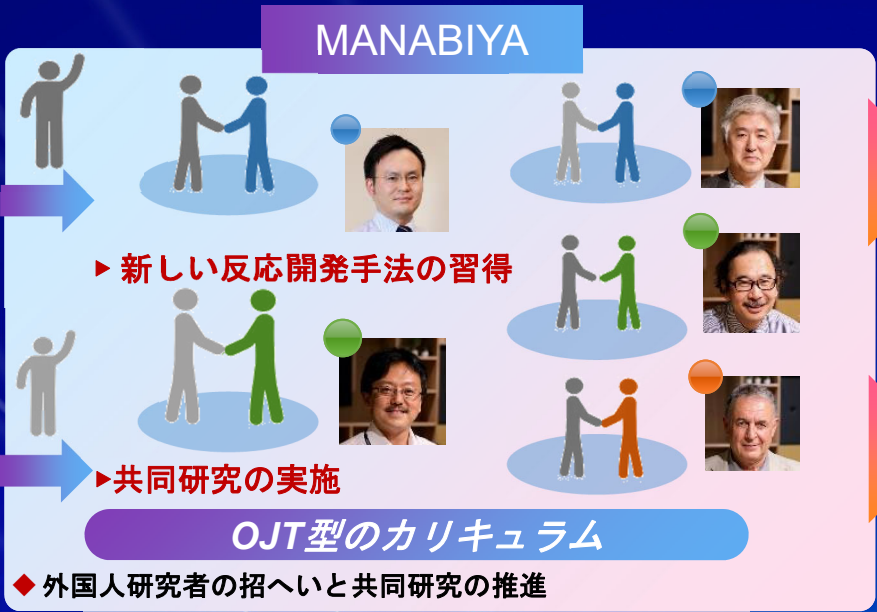 MANABIYA
▶ 新しい反応開発手法の習得
▶共同研究の実施
OJT型のカリキュラム
◆ 外国人研究者の招へいと共同研究の推進